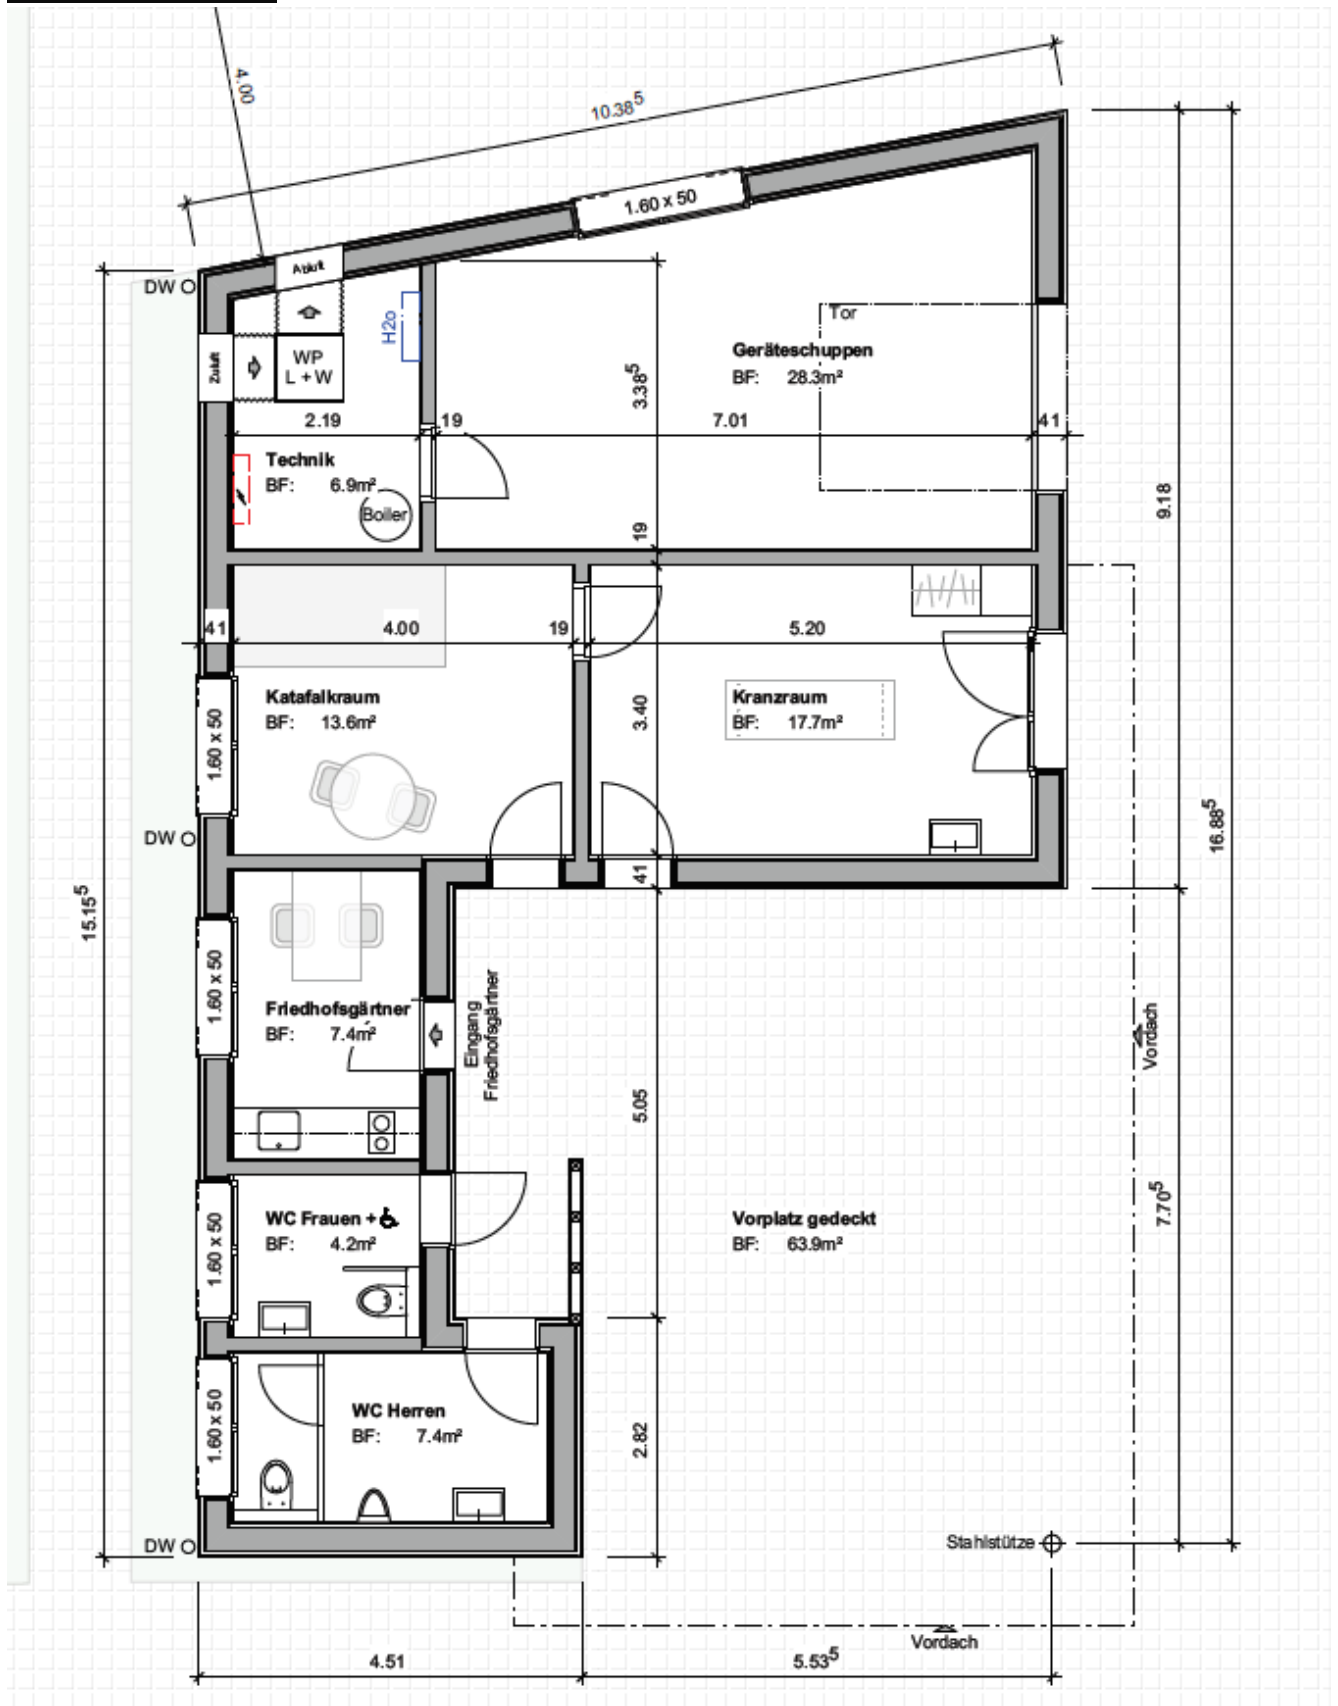 4.00
10.38⁵
1.60 x 50
Abluft
DW
Zuluft
WP
L + W
H2o
Tor
Geräteschuppen
BF: 28.3m²
3.38⁵
2.19
19
7.01
41
Technik
BF: 6.9m²
Boiler
19
9.18
41
4.00
19
5.20
Katafalkraum
BF: 13.6m²
Kranzraum
BF: 17.7m²
3.40
1.60 x 50
DW
16.88⁵
41
15.15⁵
1.60 x 50
Friedhofsgärtner
BF: 7.4m²
Eingang
Friedhofsgärtner
Vordach
5.05
7.70⁵
WC Frauen +
BF: 4.2m²
1.60 x 50
Vorplatz gedeckt
BF: 63.9m²
WC Herren
BF: 7.4m²
1.60 x 50
2.82
DW
Stahlstütze
Vordach
4.51
5.53⁵